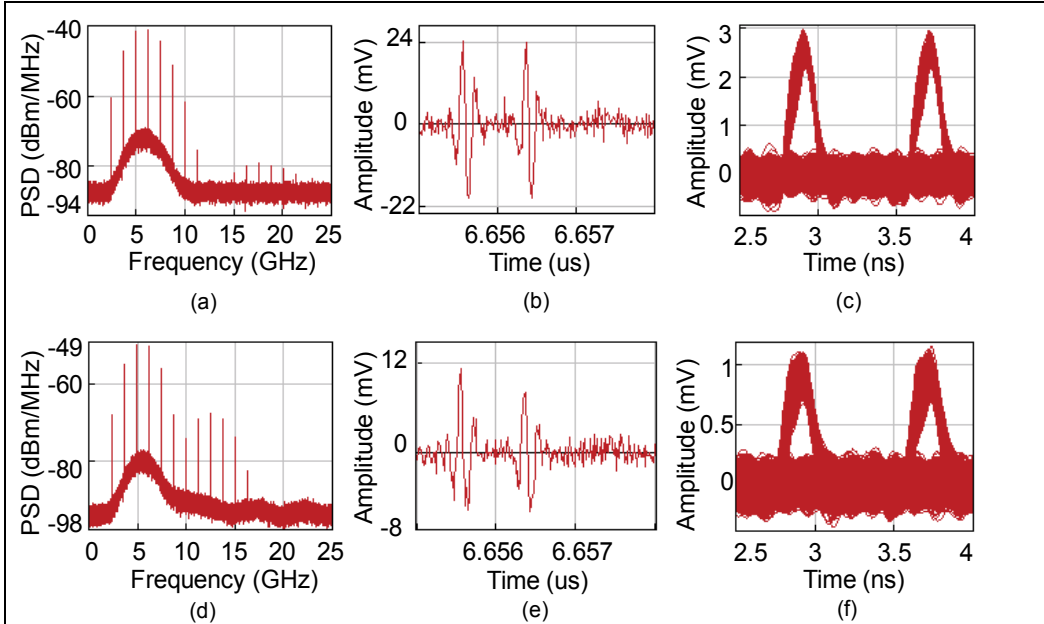 PSD (dBm/MHz)
-40
-60
-80
-94
0 5 10 15 20 25
Frequency (GHz)
(a)
Amplitude (mV)
24
0
-22
6.656 6.657
Time (us)
(b)
Amplitude (mV)
3
2
1
0
2.5 3 3.5 4
Time (ns)
(c)
PSD (dBm/MHz)
-49
-60
-80
-98
0 5 10 15 20 25
Frequency (GHz)
(d)
Amplitude (mV)
12
0
-8
6.656 6.657
Time (us)
(e)
Amplitude (mV)
1
0.5
0
2.5 3 3.5 4
Time (ns)
(f)